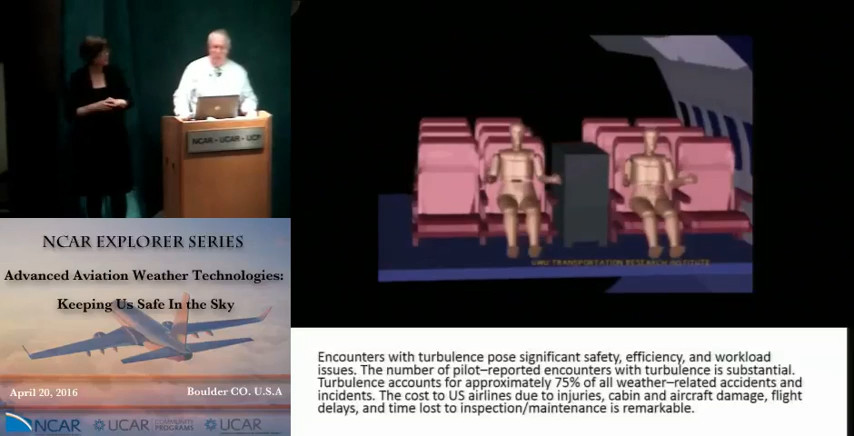 NCAR • UCAR • UCP
NCAR EXPLORER SERIES
Advanced Aviation Weather Technologies:
Keeping Us Safe In the Sky
April 20, 2016
Boulder CO. U.S.A
NCAR
UCAR
COMMUNITY
PROGRAMS
UCAR
TRANSPORTATION RESEARCH INSTITUTE
Encounters with turbulence pose significant safety, efficiency, and workload
issues. The number of pilot–reported encounters with turbulence is substantial.
Turbulence accounts for approximately 75% of all weather–related accidents and
incidents. The cost to US airlines due to injuries, cabin and aircraft damage, flight
delays, and time lost to inspection/maintenance is remarkable.